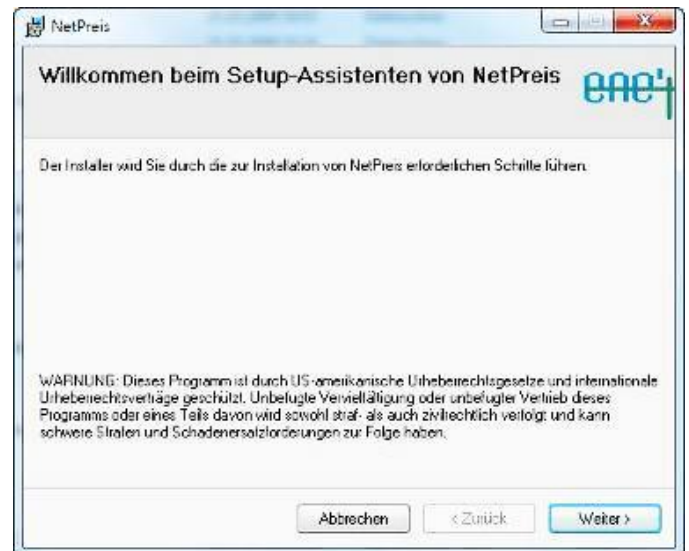 NetPreis
Willkommen beim Setup-Assistenten von NetPreis
ene't
Der Installer wird Sie durch die zur Installation von NetPreis erforderlichen Schritte führen.
WARNUNG: Dieses Programm ist durch US-amerikanische Urheberrechtsgesetze und internationale
Urheberrechtsverträge geschützt. Unbefugte Vervielfältigung oder unbefugter Vertrieb dieses
Programms oder eines Teils davon wird sowohl straf- als auch zivilrechtlich verfolgt und kann
schwere Strafen und Schadenersatzforderungen zur Folge haben.
Abbrechen
< Zurück
Weiter >